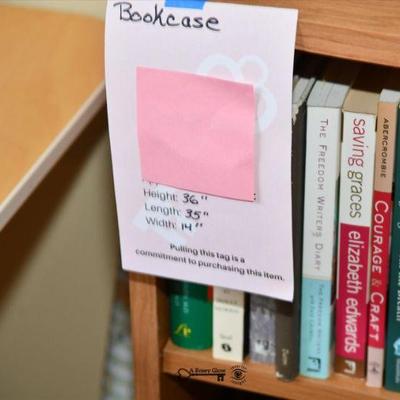 Bookcase
Height: 36"
Length: 35"
Width: 14"
Pulling this tag is a
commitment to purchasing this item.
THE FREEDOM WRITERS DIARY
saving graces
elizabeth edwards
ABERCROMBIE
COURAGE & CRAFT